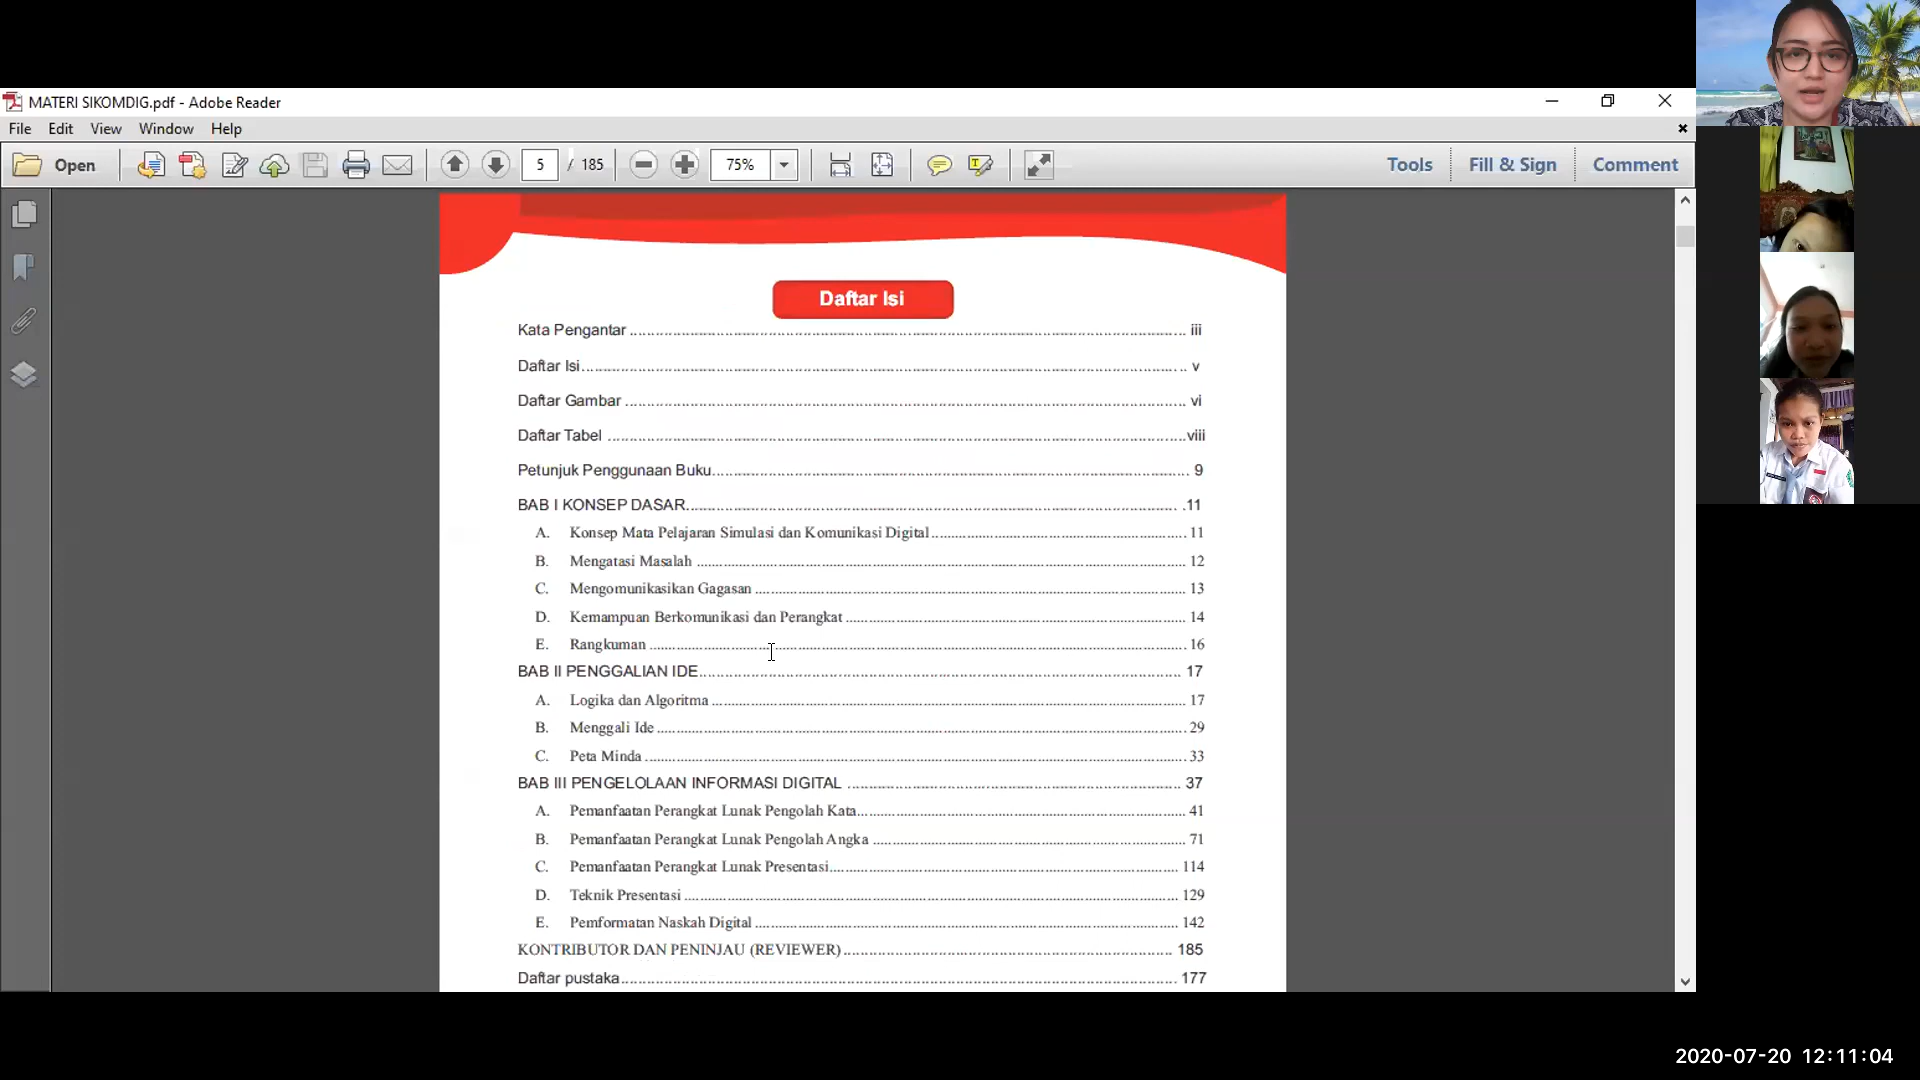 MATERI SIKOMDIG.pdf - Adobe Reader
File Edit View Window Help
Open 5 / 185 75% Tools Fill & Sign Comment
Daftar Isi
Kata Pengantar ........ iii
Daftar Isi ........ v
Daftar Gambar ........ vi
Daftar Tabel ........ viii
Petunjuk Penggunaan Buku ........ 9
BAB I KONSEP DASAR ........ .11
A. Konsep Mata Pelajaran Simulasi dan Komunikasi Digital ........ 11
B. Mengatasi Masalah ........ 12
C. Mengomunikasikan Gagasan ........ 13
D. Kemampuan Berkomunikasi dan Perangkat ........ 14
E. Rangkuman ........ 16
BAB II PENGGALIAN IDE ........ 17
A. Logika dan Algoritma ........ 17
B. Menggali Ide ........ 29
C. Peta Minda ........ 33
BAB III PENGELOLAAN INFORMASI DIGITAL ........ 37
A. Pemanfaatan Perangkat Lunak Pengolah Kata ........ 41
B. Pemanfaatan Perangkat Lunak Pengolah Angka ........ 71
C. Pemanfaatan Perangkat Lunak Presentasi ........ 114
D. Teknik Presentasi ........ 129
E. Pemformatan Naskah Digital ........ 142
KONTRIBUTOR DAN PENINJAU (REVIEWER) ........ 185
Daftar pustaka ........ 177
2020-07-20 12:11:04